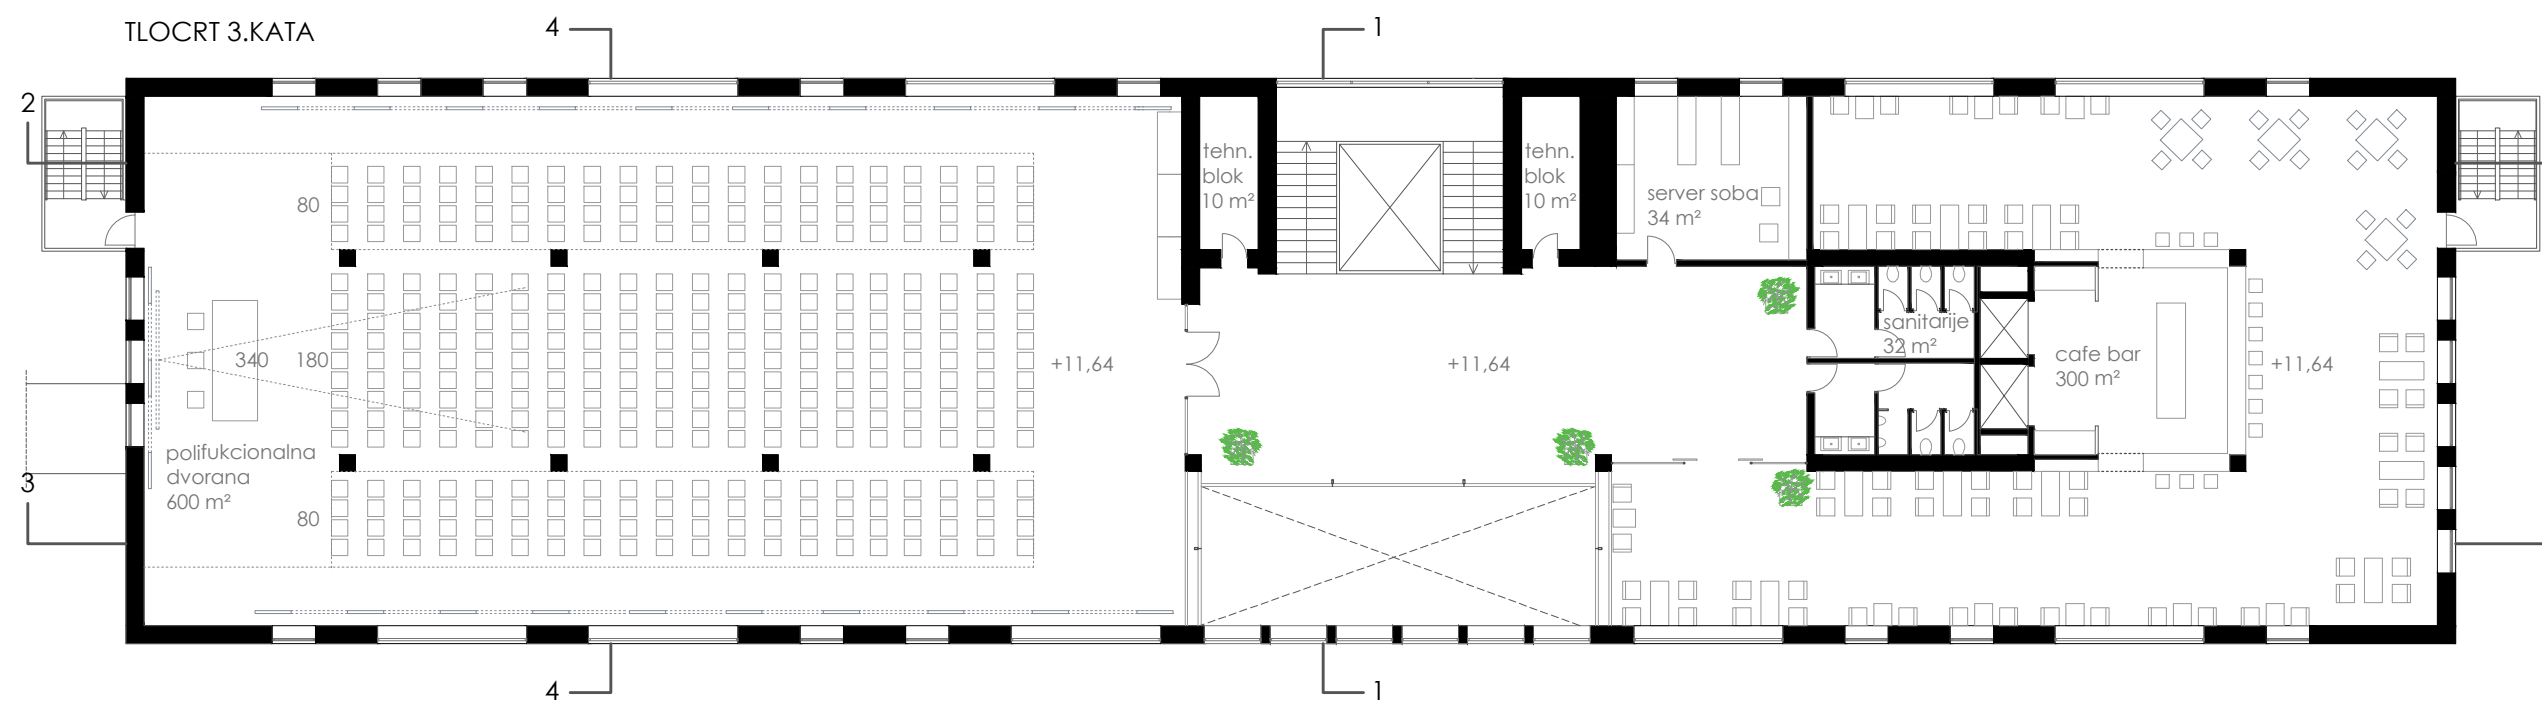 TLOCRT 3.KATA
4
1
2
tehn.
blok
10 m²
tehn.
blok
10 m²
server soba
34 m²
80
sanitarije
32 m²
340
180
+11,64
+11,64
cafe bar
300 m²
+11,64
polifukcionalna
dvorana
600 m²
3
80
4
1